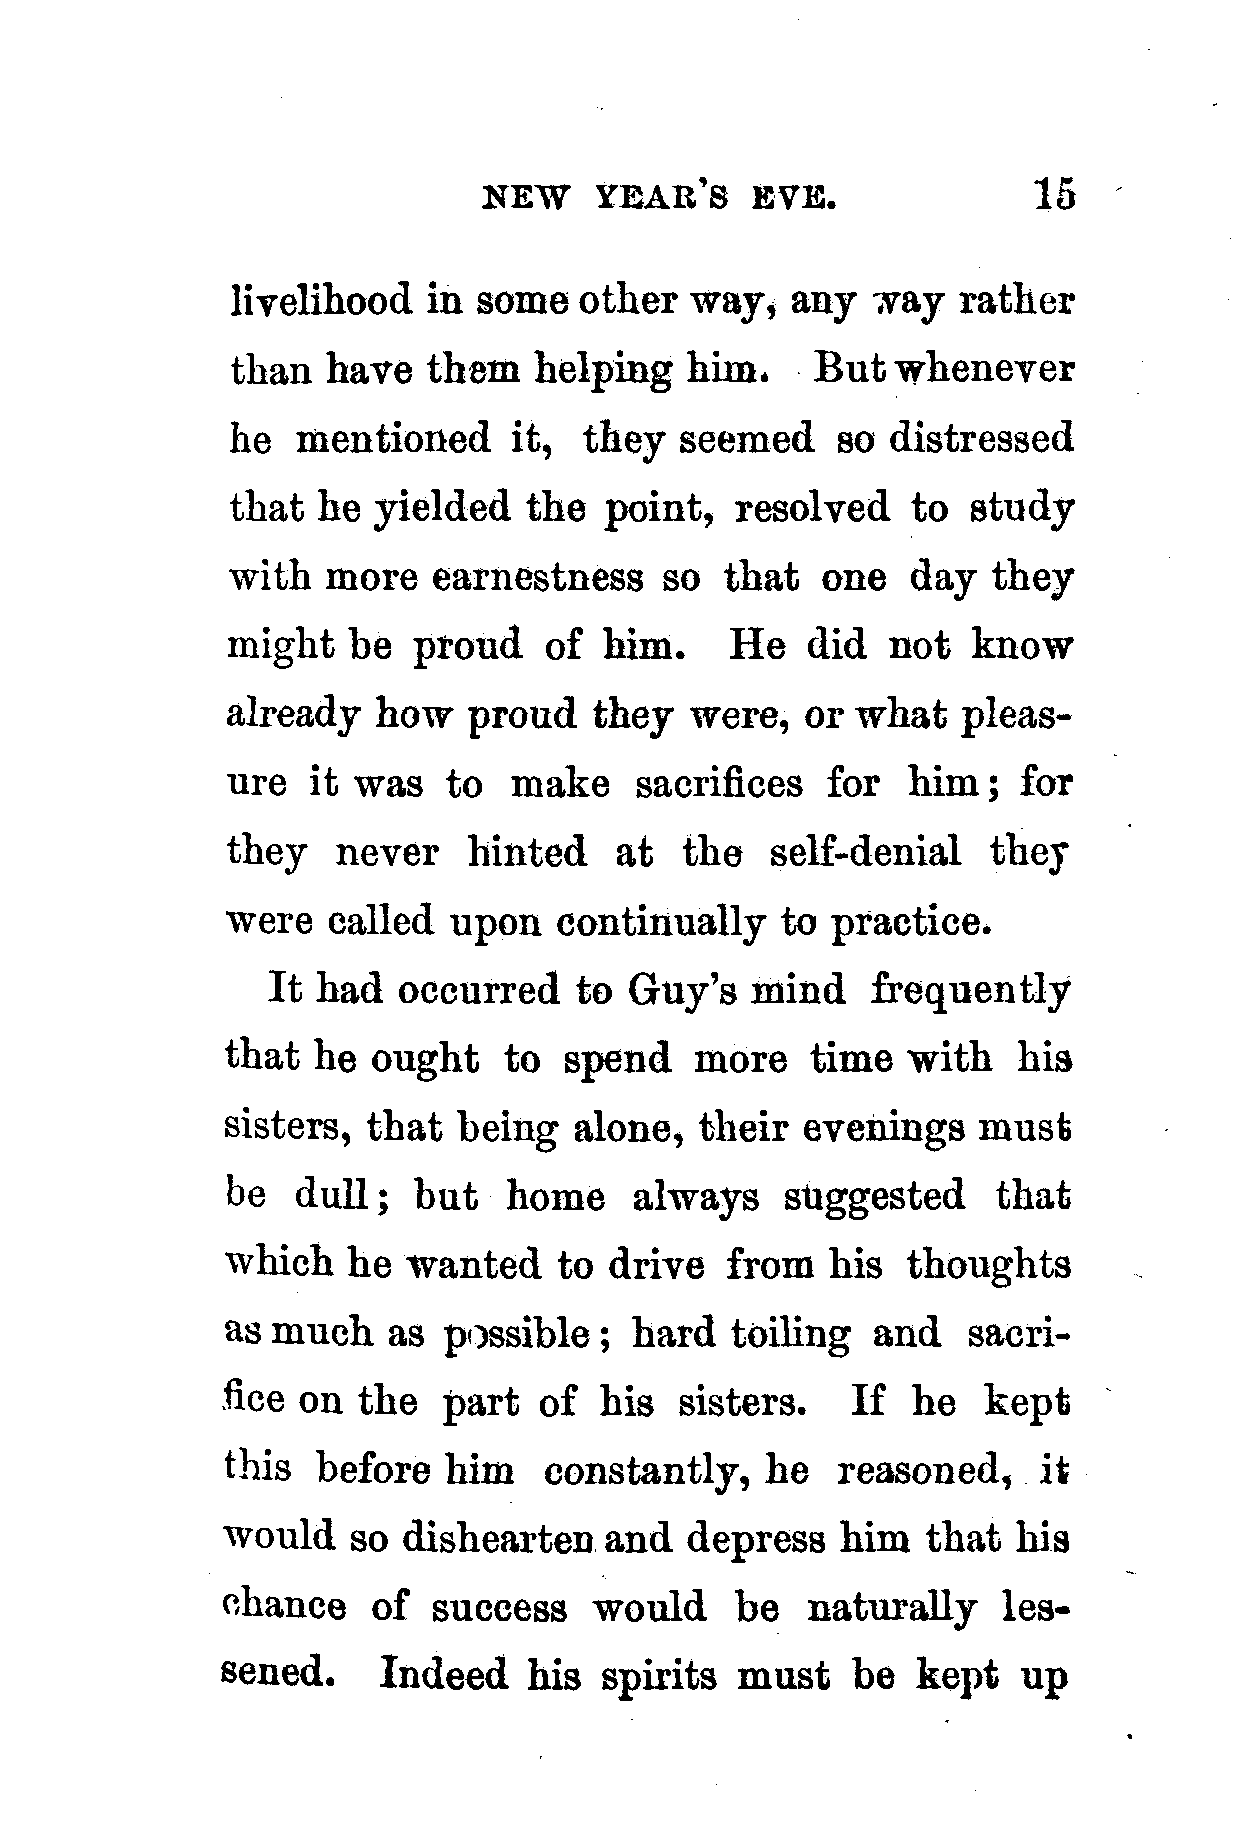 NEW YEAR'S EVE. 15
livelihood in some other way, any way rather
than have them helping him. But whenever
he mentioned it, they seemed so distressed
that he yielded the point, resolved to study
with more earnestness so that one day they
might be proud of him. He did not know
already how proud they were, or what pleas-
ure it was to make sacrifices for him; for
they never hinted at the self-denial they
were called upon continually to practice.
It had occurred to Guy's mind frequently
that he ought to spend more time with his
sisters, that being alone, their evenings must
be dull; but home always suggested that
which he wanted to drive from his thoughts
as much as possible; hard toiling and sacri-
fice on the part of his sisters. If he kept
this before him constantly, he reasoned, it
would so dishearten and depress him that his
chance of success would be naturally les-
sened. Indeed his spirits must be kept up